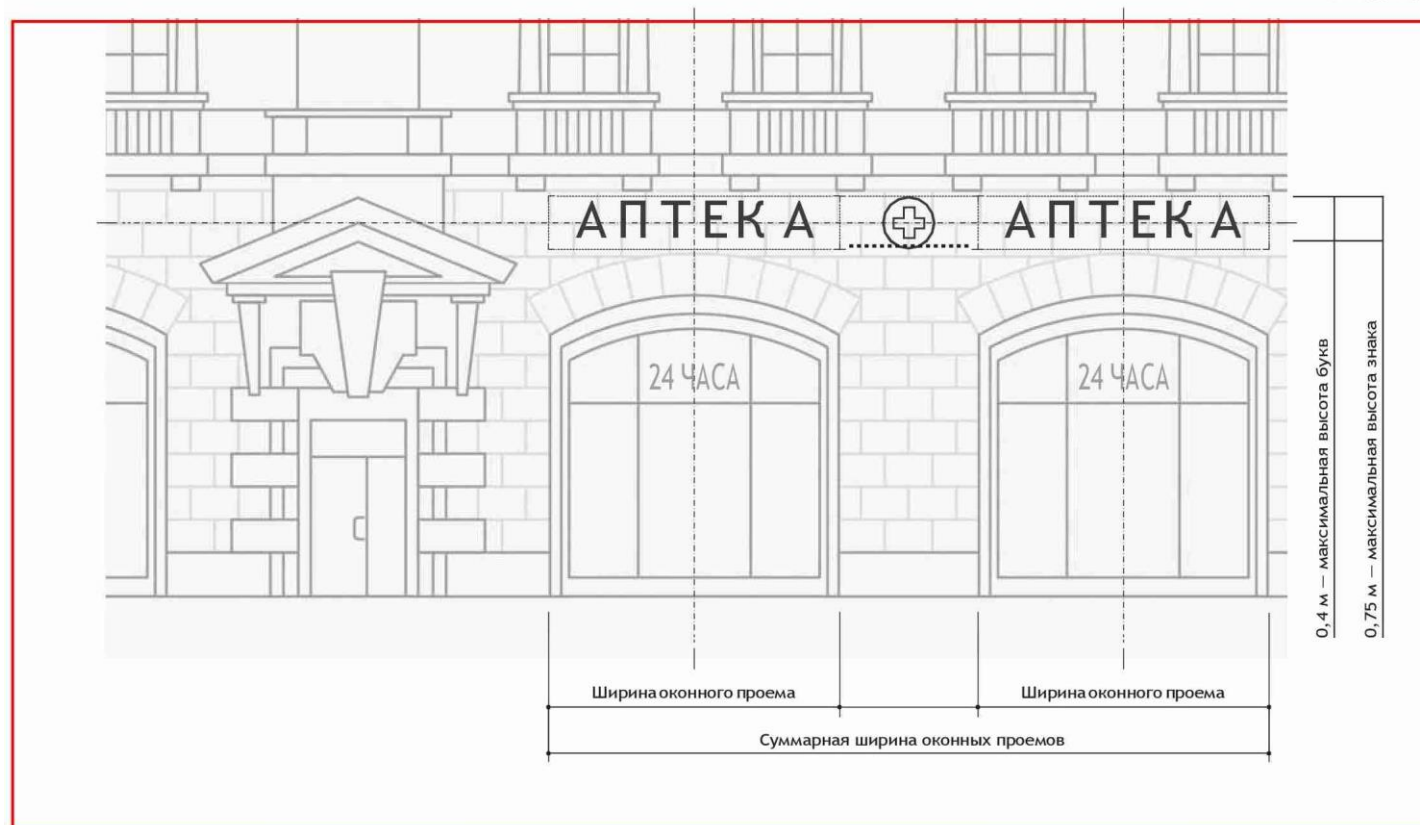 АПТЕКА АПТЕКА
24 ЧАСА 24 ЧАСА
0,4 м — максимальная высота букв
0,75 м — максимальная высота знака
Ширина оконного проема Ширина оконного проема
Суммарная ширина оконных проемов